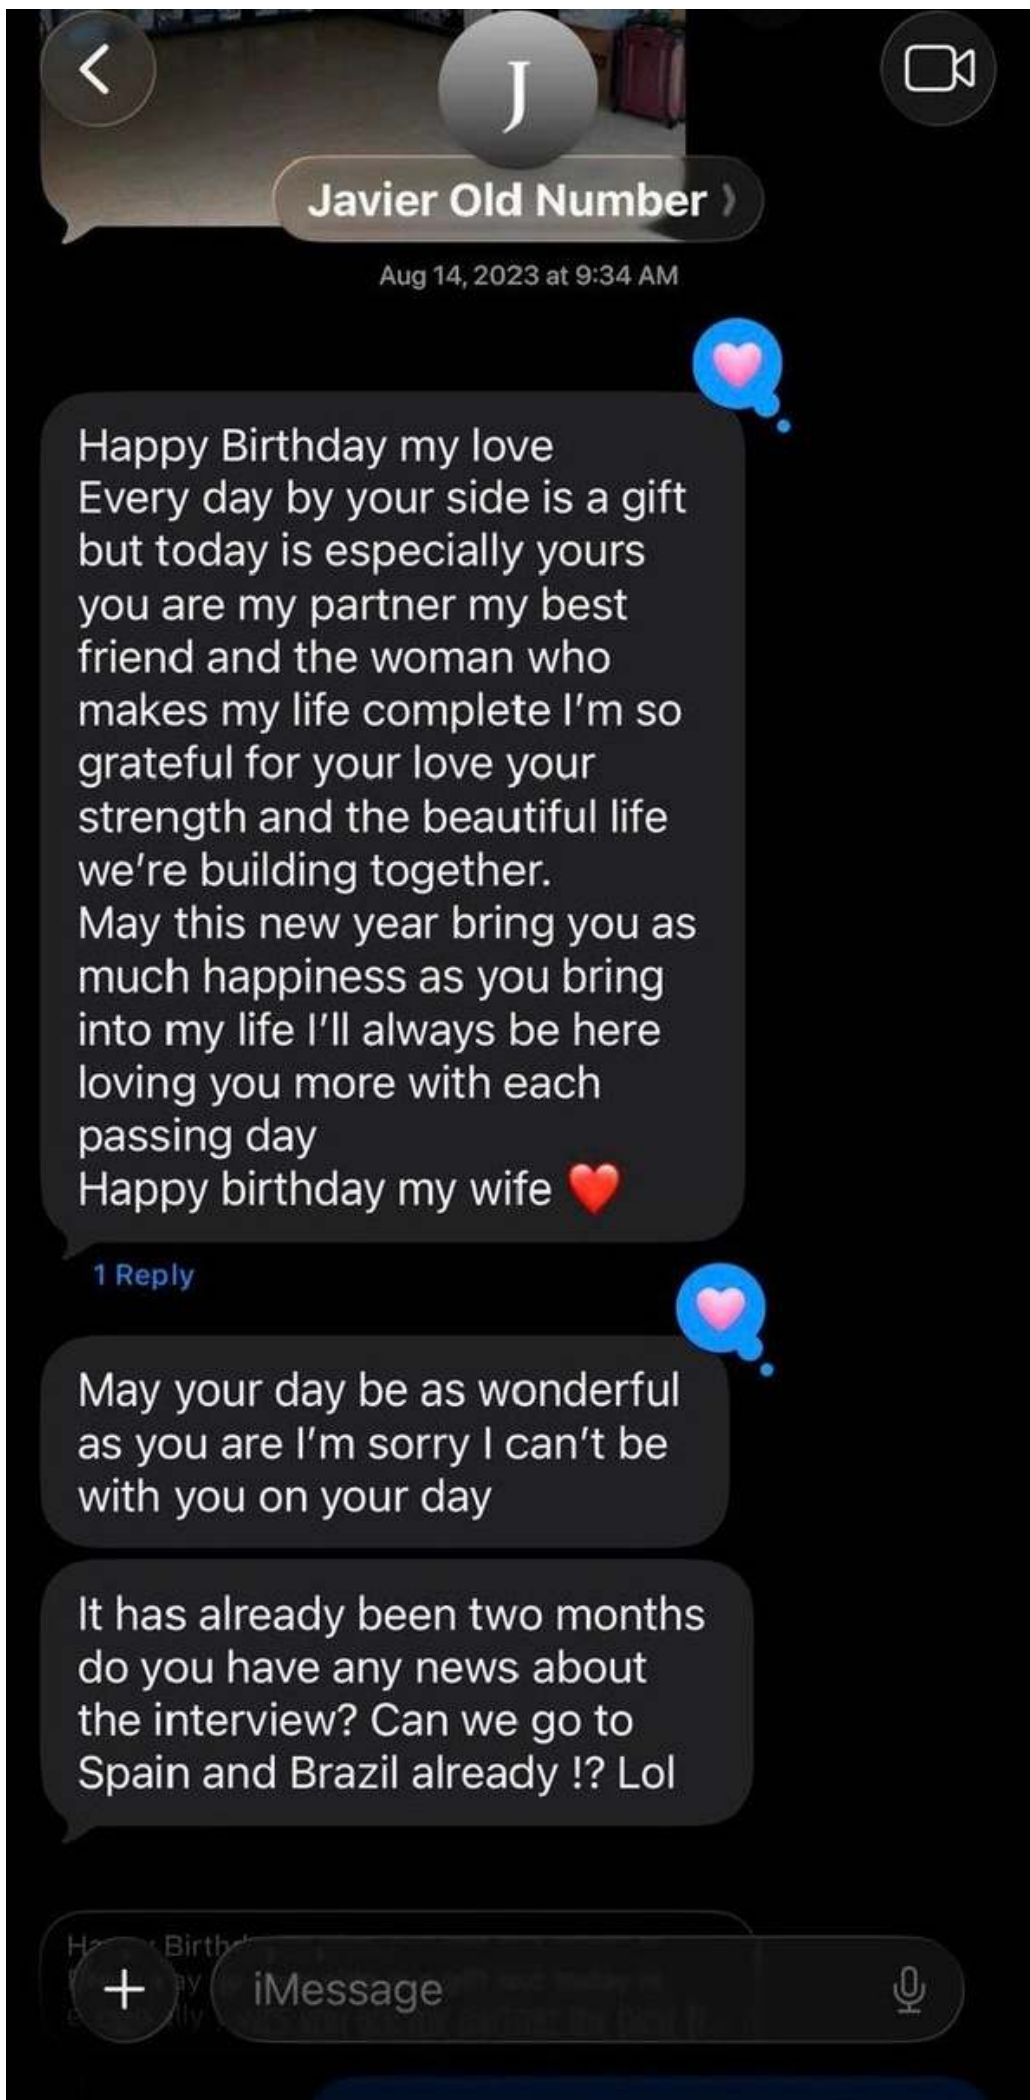 J
Javier Old Number
Aug 14, 2023 at 9:34 AM
Happy Birthday my love
Every day by your side is a gift
but today is especially yours
you are my partner my best
friend and the woman who
makes my life complete I'm so
grateful for your love your
strength and the beautiful life
we're building together.
May this new year bring you as
much happiness as you bring
into my life I'll always be here
loving you more with each
passing day
Happy birthday my wife ❤️
1 Reply
May your day be as wonderful
as you are I'm sorry I can't be
with you on your day
It has already been two months
do you have any news about
the interview? Can we go to
Spain and Brazil already !? Lol
iMessage